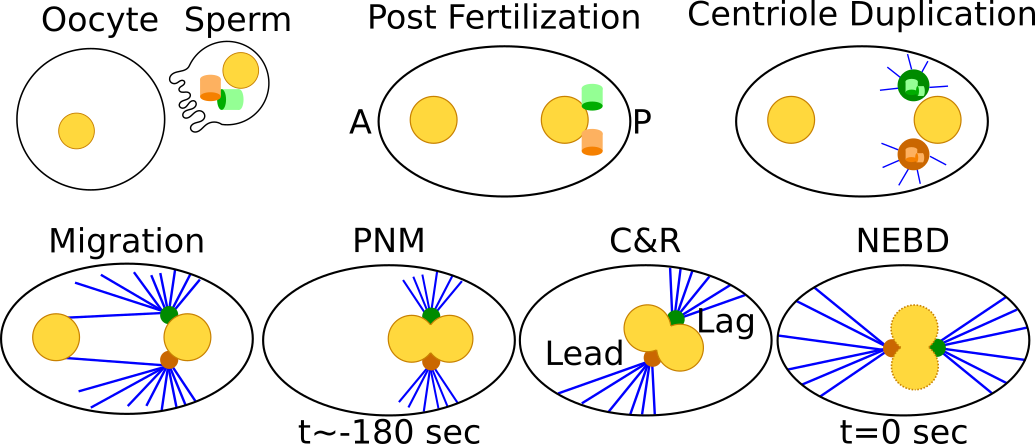 Oocyte Sperm
Post Fertilization
Centriole Duplication
A
P
Migration
PNM
C&R
NEBD
Lag
Lead
t~-180 sec
t=0 sec